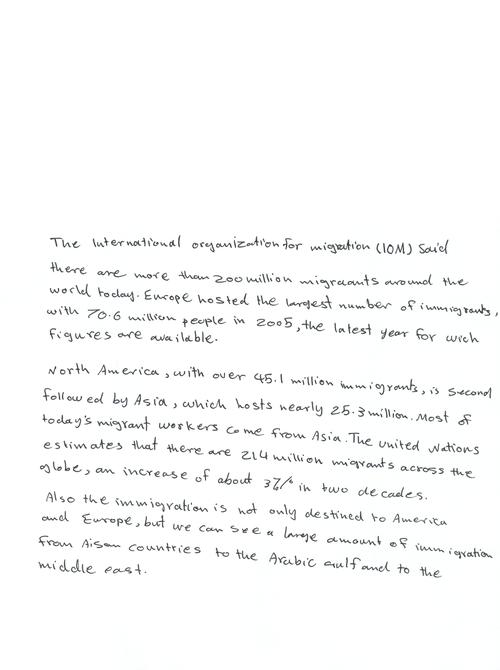 The International organization for migration (IOM) Said
there are more than 200 million migraants around the
world today. Europe hosted the largest number of immigrants,
with 70.6 million people in 2005, the latest year for wich
figures are available.
North America, with over 45.1 million immigrants, is second
followed by Asia, which hosts nearly 25.3 million. Most of
today's migrant workers come from Asia. The united Nations
estimates that there are 214 million migrants across the
globe, an increase of about 37% in two decades.
Also the immigration is not only destined to America
and Europe, but we can see a large amount of immigration
from Aisan countries to the Arabic gulf and to the
middle east.